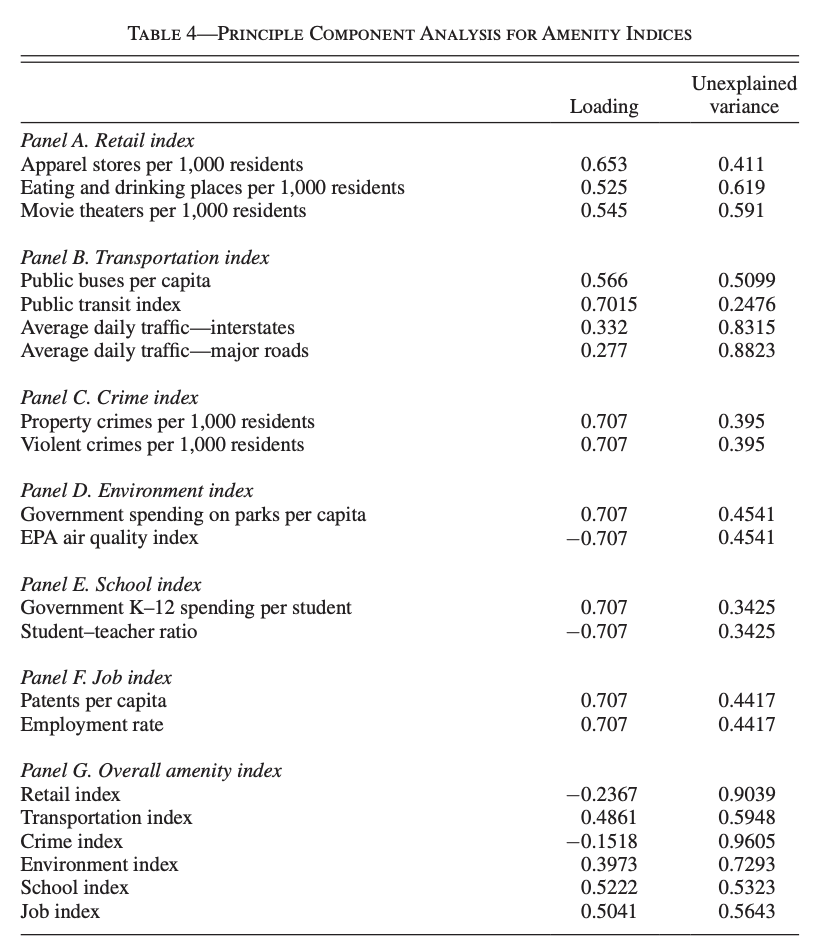 TABLE 4—PRINCIPLE COMPONENT ANALYSIS FOR AMENITY INDICES
Loading Unexplained variance
Panel A. Retail index
Apparel stores per 1,000 residents 0.653 0.411
Eating and drinking places per 1,000 residents 0.525 0.619
Movie theaters per 1,000 residents 0.545 0.591
Panel B. Transportation index
Public buses per capita 0.566 0.5099
Public transit index 0.7015 0.2476
Average daily traffic—interstates 0.332 0.8315
Average daily traffic—major roads 0.277 0.8823
Panel C. Crime index
Property crimes per 1,000 residents 0.707 0.395
Violent crimes per 1,000 residents 0.707 0.395
Panel D. Environment index
Government spending on parks per capita 0.707 0.4541
EPA air quality index −0.707 0.4541
Panel E. School index
Government K–12 spending per student 0.707 0.3425
Student–teacher ratio −0.707 0.3425
Panel F. Job index
Patents per capita 0.707 0.4417
Employment rate 0.707 0.4417
Panel G. Overall amenity index
Retail index −0.2367 0.9039
Transportation index 0.4861 0.5948
Crime index −0.1518 0.9605
Environment index 0.3973 0.7293
School index 0.5222 0.5323
Job index 0.5041 0.5643